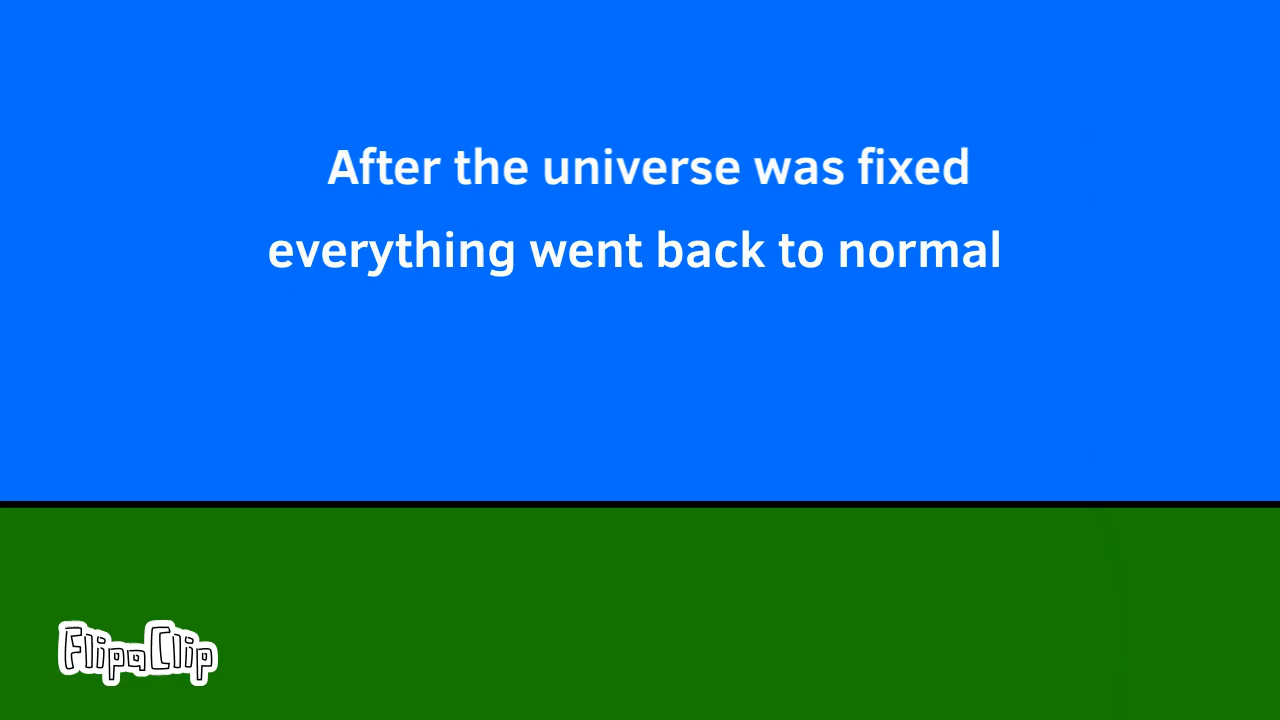 After the universe was fixed
everything went back to normal
FlipaClip